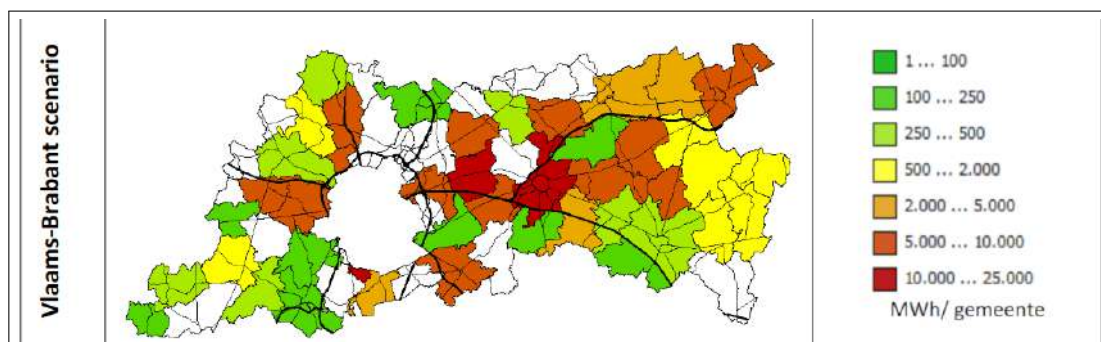 Vlaams-Brabant scenario
1 ... 100
100 ... 250
250 ... 500
500 ... 2.000
2.000 ... 5.000
5.000 ... 10.000
10.000 ... 25.000
MWh/ gemeente